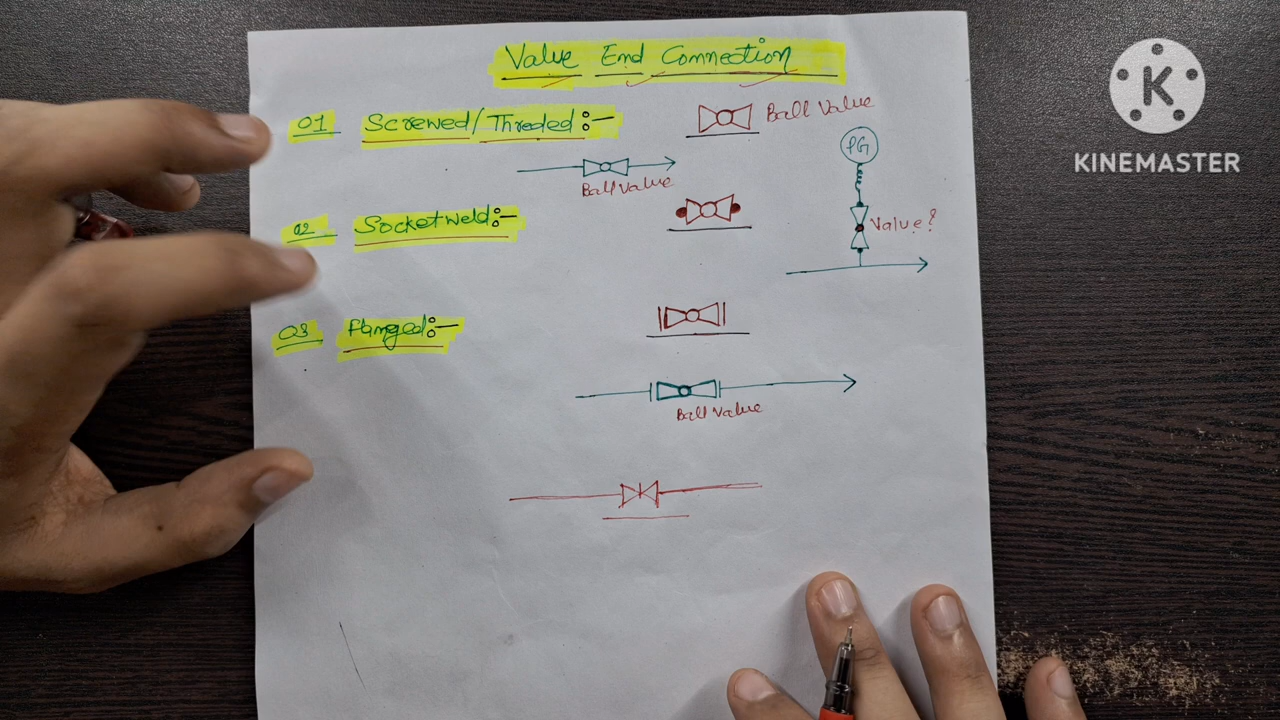 Value End Connection
01 Screwed/Threded:-
Ball Value
Ball Value
PG
02 Socketweld:-
Value?
03 Flanged:-
Ball Value
K
KINEMASTER